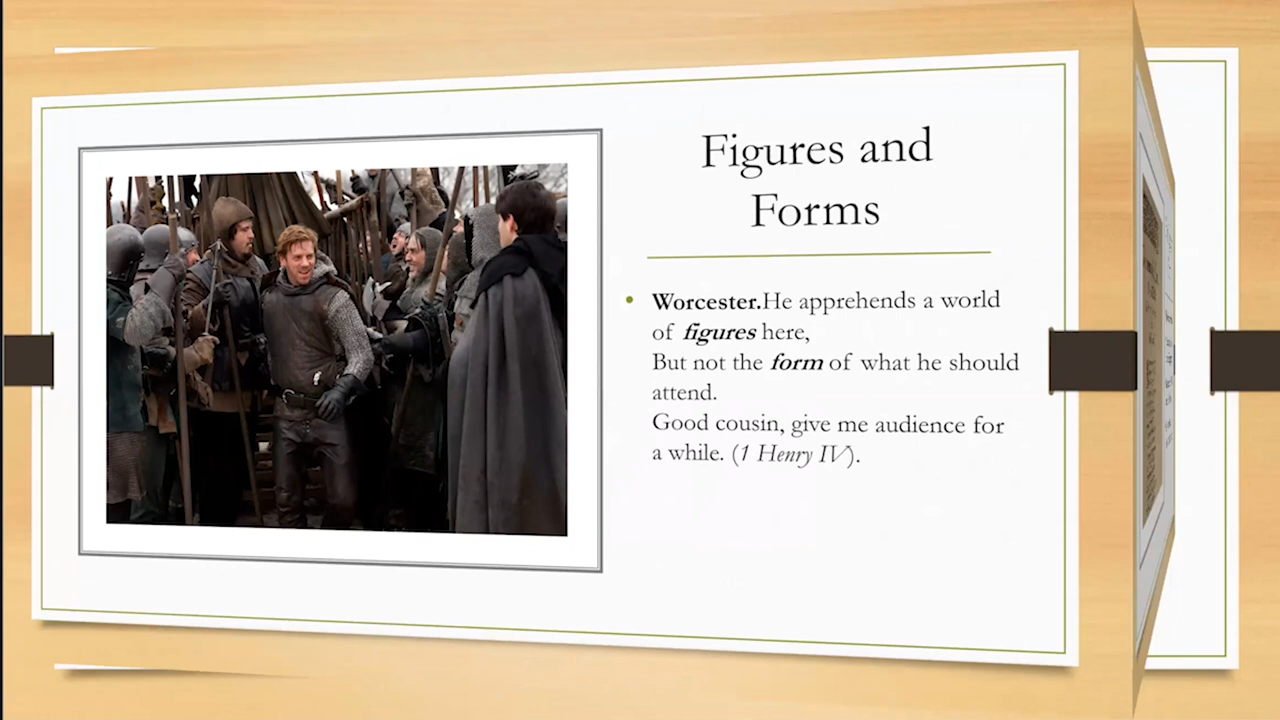 Figures and
Forms
Worcester.He apprehends a world
of figures here,
But not the form of what he should
attend.
Good cousin, give me audience for
a while. (1 Henry IV).